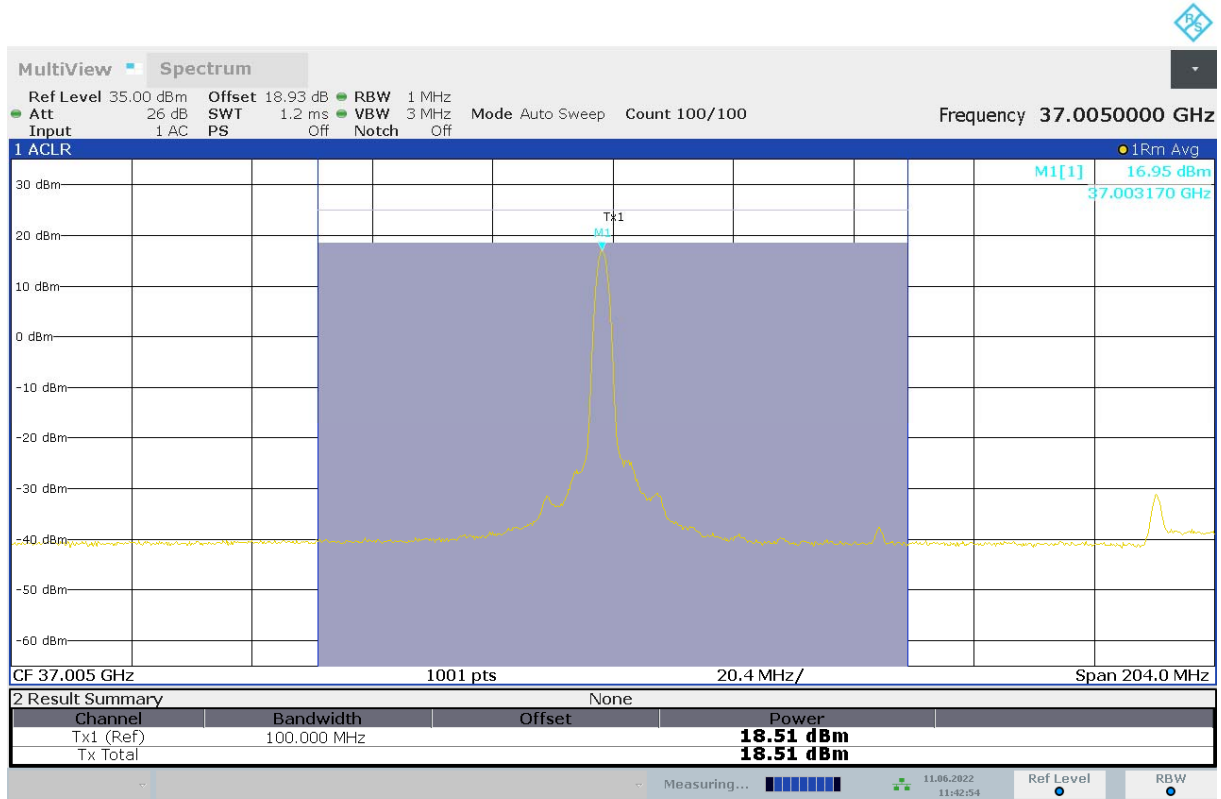 R&S
MultiView Spectrum
Ref Level 35.00 dBm Offset 18.93 dB RBW 1 MHz
Att 26 dB SWT 1.2 ms VBW 3 MHz Mode Auto Sweep Count 100/100 Frequency 37.0050000 GHz
Input 1 AC PS Off Notch Off
1 ACLR 1Rm Avg
M1[1] 16.95 dBm
37.003170 GHz
30 dBm
Tx1
M1
20 dBm
10 dBm
0 dBm
-10 dBm
-20 dBm
-30 dBm
-40 dBm
-50 dBm
-60 dBm
CF 37.005 GHz 1001 pts 20.4 MHz/ Span 204.0 MHz
2 Result Summary None
Channel Bandwidth Offset Power
Tx1 (Ref) 100.000 MHz 18.51 dBm
Tx Total 18.51 dBm
Measuring... 11.06.2022 Ref Level RBW
11:42:54